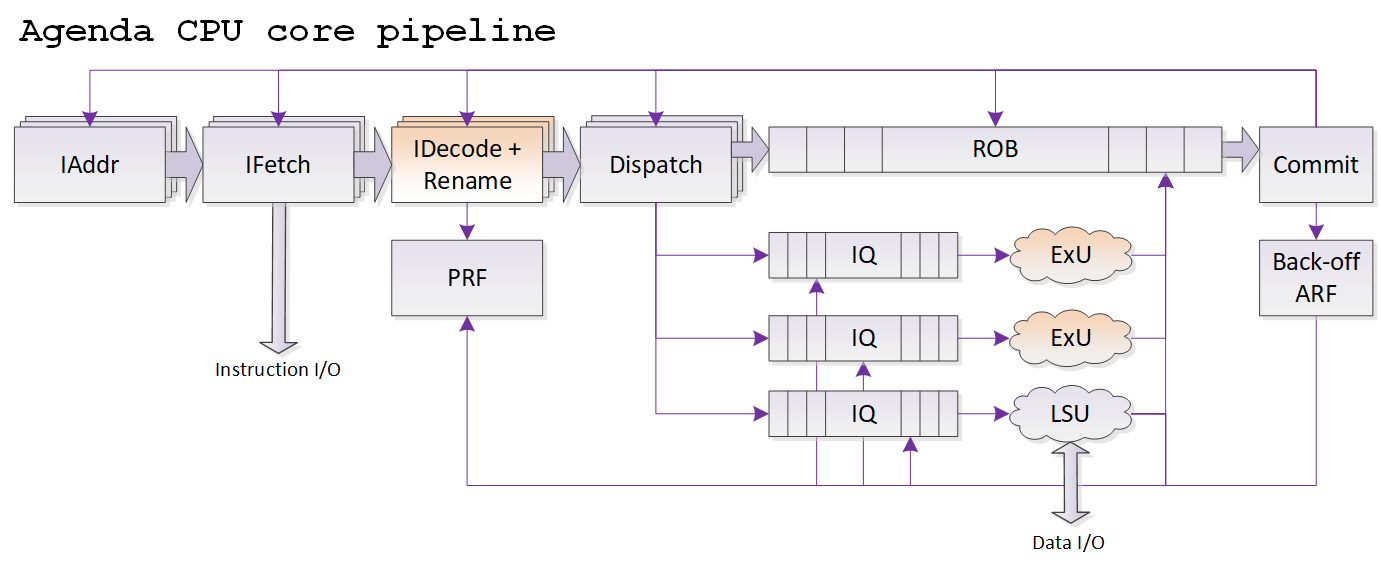 Agenda CPU core pipeline
IAddr
IFetch
IDecode +
Rename
Dispatch
ROB
Commit
PRF
IQ
ExU
Back-off
ARF
IQ
ExU
Instruction I/O
IQ
LSU
Data I/O